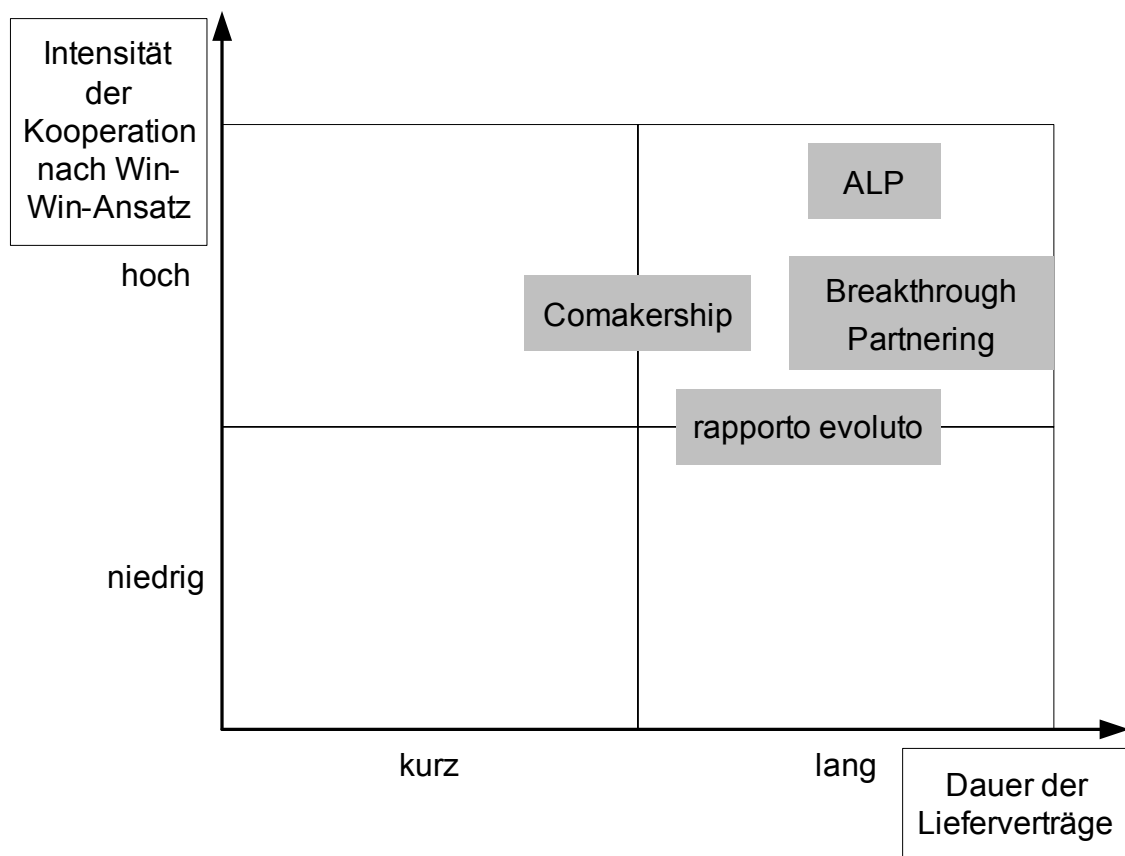 Intensität
der
Kooperation
nach Win-
Win-Ansatz
ALP
hoch
Breakthrough
Partnering
Comakership
rapporto evoluto
niedrig
kurz
lang
Dauer der
Lieferverträge